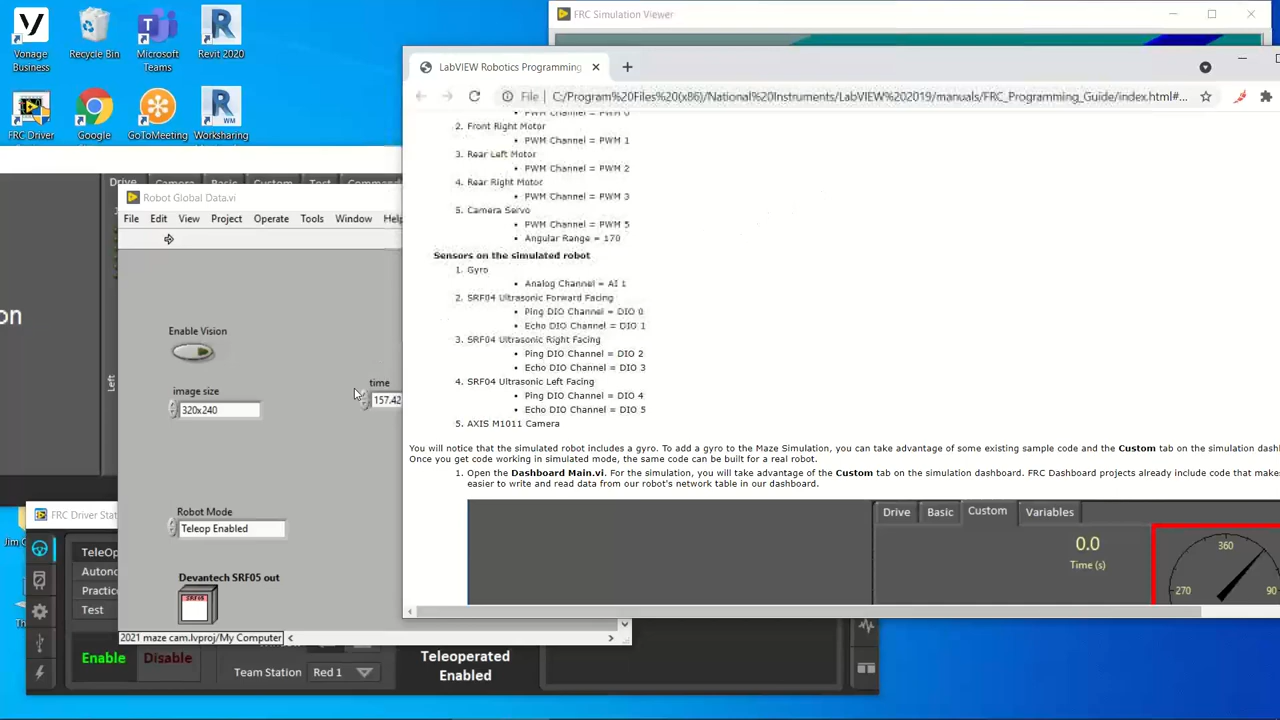 Vonage
Business
Recycle Bin
Microsoft
Teams
Revit 2020
FRC Driver
Google
GoToMeeting
Worksharing
FRC Simulation Viewer
LabVIEW Robotics Programming
File
C:/Program%20Files%20(x86)/National%20Instruments/LabVIEW%202019/manuals/FRC_Programming_Guide/index.html#...
2. Front Right Motor
• PWM Channel = PWM 1
3. Rear Left Motor
• PWM Channel = PWM 2
4. Rear Right Motor
• PWM Channel = PWM 3
5. Camera Servo
• PWM Channel = PWM 5
• Angular Range = 170
Sensors on the simulated robot
1. Gyro
• Analog Channel = AI 1
2. SRF04 Ultrasonic Forward Facing
• Ping DIO Channel = DIO 0
• Echo DIO Channel = DIO 1
3. SRF04 Ultrasonic Right Facing
• Ping DIO Channel = DIO 2
• Echo DIO Channel = DIO 3
4. SRF04 Ultrasonic Left Facing
• Ping DIO Channel = DIO 4
• Echo DIO Channel = DIO 5
5. AXIS M1011 Camera
You will notice that the simulated robot includes a gyro. To add a gyro to the Maze Simulation, you can take advantage of some existing sample code and the Custom tab on the simulation dash
Once you get code working in simulated mode, the same code can be built for a real robot.
1. Open the Dashboard Main.vi. For the simulation, you will take advantage of the Custom tab on the simulation dashboard. FRC Dashboard projects already include code that make
easier to write and read data from our robot's network table in our dashboard.
Drive Basic Custom Variables
0.0
Time (s)
360
270
90
Robot Global Data.vi
File Edit View Project Operate Tools Window Help
Enable Vision
image size
320x240
time
157.42
Robot Mode
Teleop Enabled
Devantech SRF05 out
SRF05
2021 maze cam.lvproj/My Computer
on
Left
FRC Driver Stat
TeleOp
Autono
Practic
Test
Enable
Disable
Team Station
Red 1
Teleoperated
Enabled